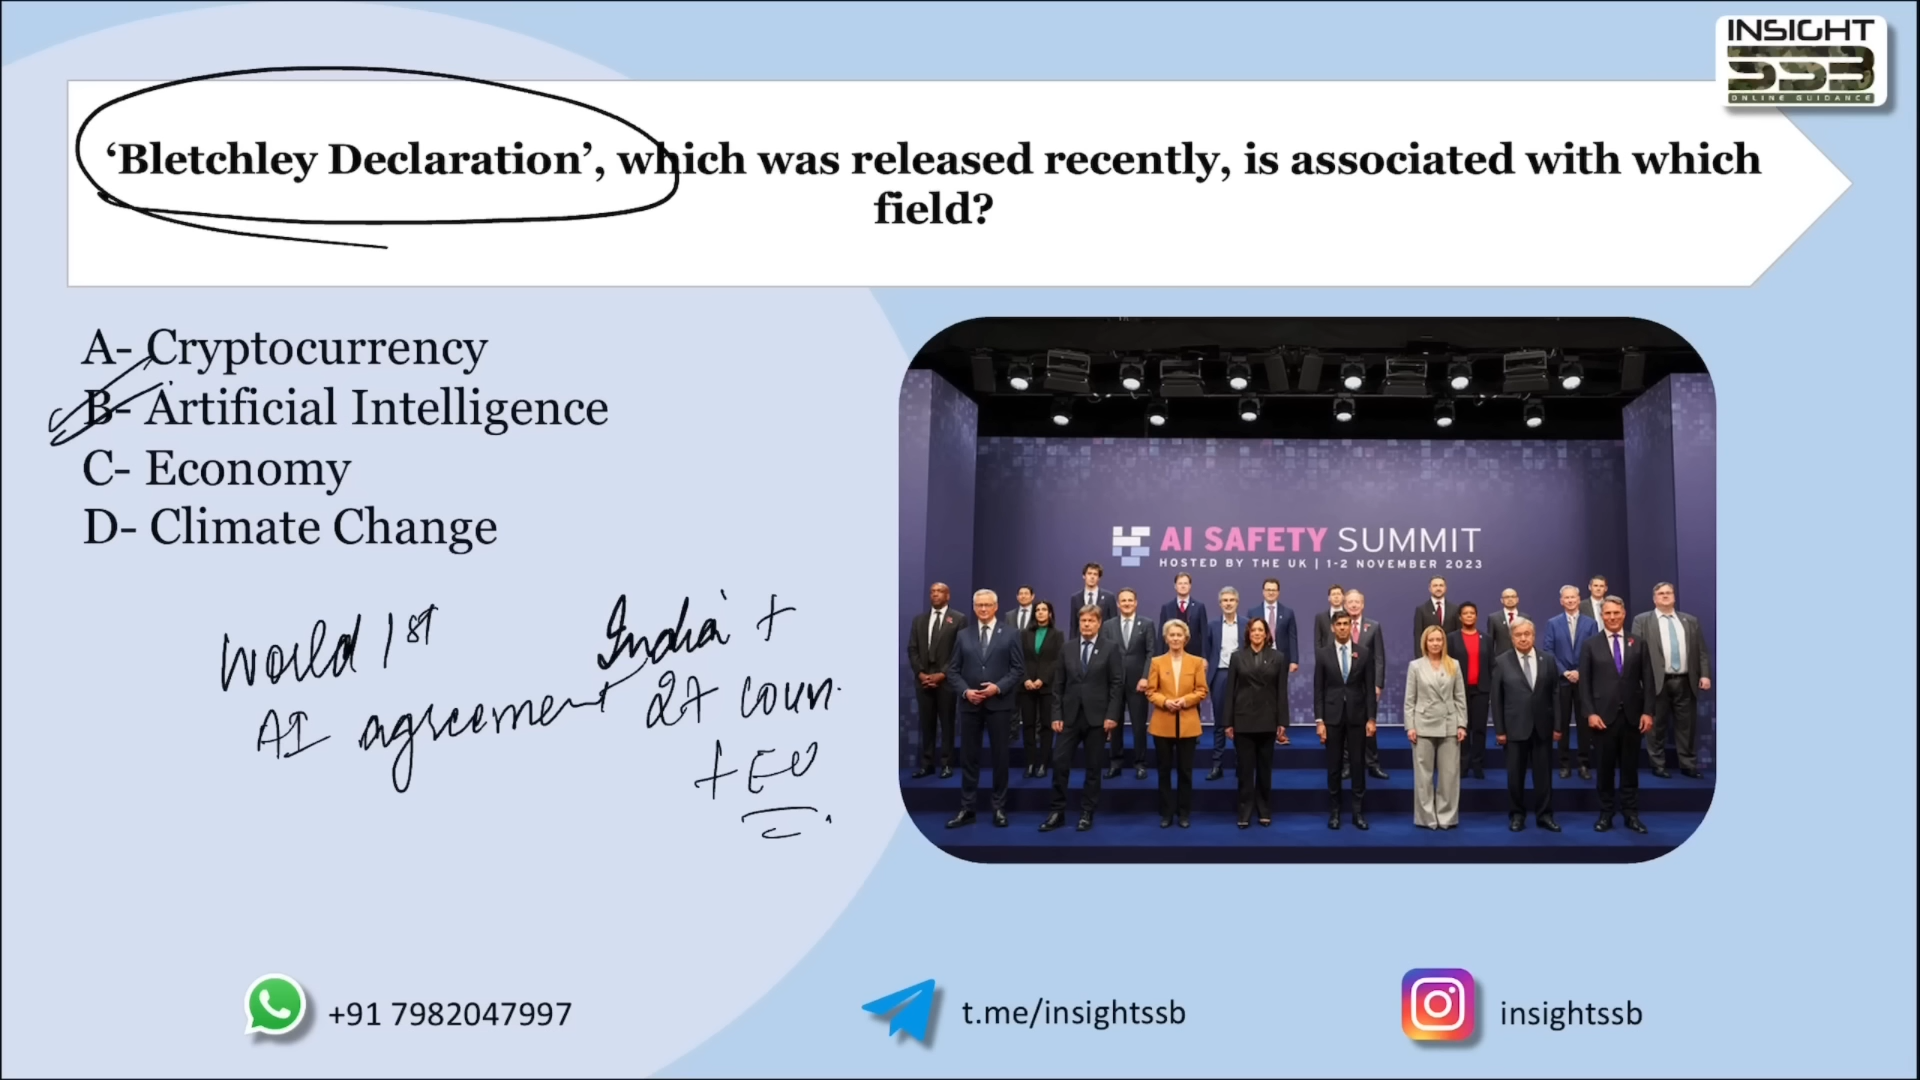 INSIGHT
SSB
ONLINE GUIDANCE
‘Bletchley Declaration’, which was released recently, is associated with which
field?
A- Cryptocurrency
B- Artificial Intelligence
C- Economy
D- Climate Change
World 1st
AI agreement
India +
27 coun.
+ EU
AI SAFETY SUMMIT
HOSTED BY THE UK | 1-2 NOVEMBER 2023
+91 7982047997
t.me/insightssb
insightssb